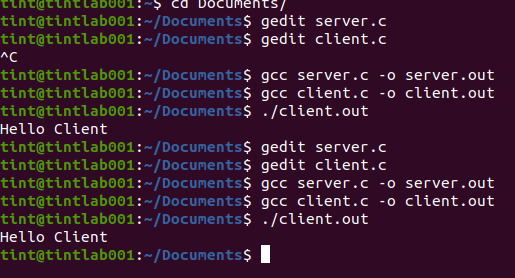 tint@tintlab001:~$ cd Documents/
tint@tintlab001:~/Documents$ gedit server.c
tint@tintlab001:~/Documents$ gedit client.c
^C
tint@tintlab001:~/Documents$ gcc server.c -o server.out
tint@tintlab001:~/Documents$ gcc client.c -o client.out
tint@tintlab001:~/Documents$ ./client.out
Hello Client
tint@tintlab001:~/Documents$ gedit server.c
tint@tintlab001:~/Documents$ gedit client.c
tint@tintlab001:~/Documents$ gcc server.c -o server.out
tint@tintlab001:~/Documents$ gcc client.c -o client.out
tint@tintlab001:~/Documents$ ./client.out
Hello Client
tint@tintlab001:~/Documents$